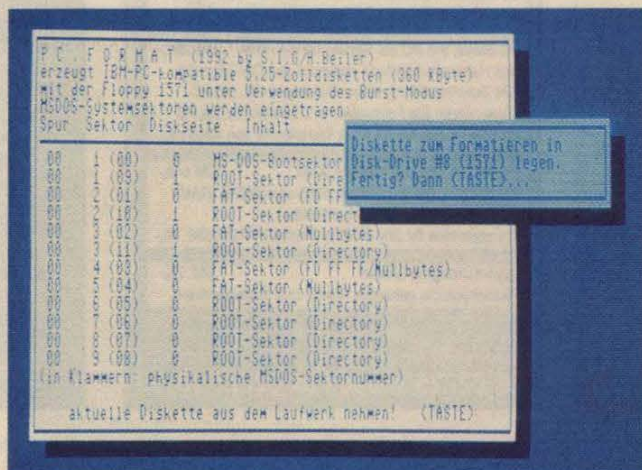 P C . F O R M A T (1992 by S.I.G/H.Beiler)
erzeugt IBM-PC-kompatible 5.25-Zolldisketten (360 KByte)
mit der Floppy 1571 unter Verwendung des Burst-Modus
MSDOS-Systemsektoren werden eingetragen:
Spur Sektor Diskseite Inhalt
00 1 (00) 0 MS-DOS-Bootsektor
00 1 (09) 1 ROOT-Sektor (Dire
00 2 (01) 0 FAT-Sektor (FD FF
00 2 (10) 1 ROOT-Sektor (Direct
00 3 (02) 0 FAT-Sektor (Nullbytes)
00 3 (11) 1 ROOT-Sektor (Directory)
00 4 (03) 0 FAT-Sektor (FD FF FF/Nullbytes)
00 5 (04) 0 FAT-Sektor (Nullbytes)
00 6 (05) 0 ROOT-Sektor (Directory)
00 7 (06) 0 ROOT-Sektor (Directory)
00 8 (07) 0 ROOT-Sektor (Directory)
00 9 (08) 0 ROOT-Sektor (Directory)
(in Klammern: physikalische MSDOS-Sektornummer)
aktuelle Diskette aus dem Laufwerk nehmen! (TASTE)
Diskette zum Formatieren in
Disk-Drive #8 (1571) legen.
Fertig? Dann (TASTE)...